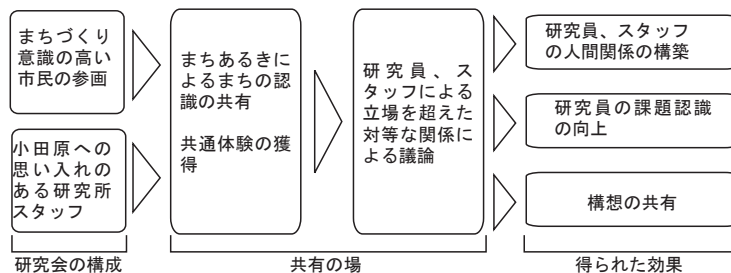 まちづくり
意識の高い
市民の参画
小田原への
思い入れの
ある研究所
スタッフ
まちあるきに
よるまちの認
識の共有
共通体験の獲
得
研究員、ス
タッフによる
立場を超えた
対等な関係に
よる議論
研究員、スタッフ
の人間関係の構築
研究員の課題認識
の向上
構想の共有
研究会の構成
共有の場
得られた効果